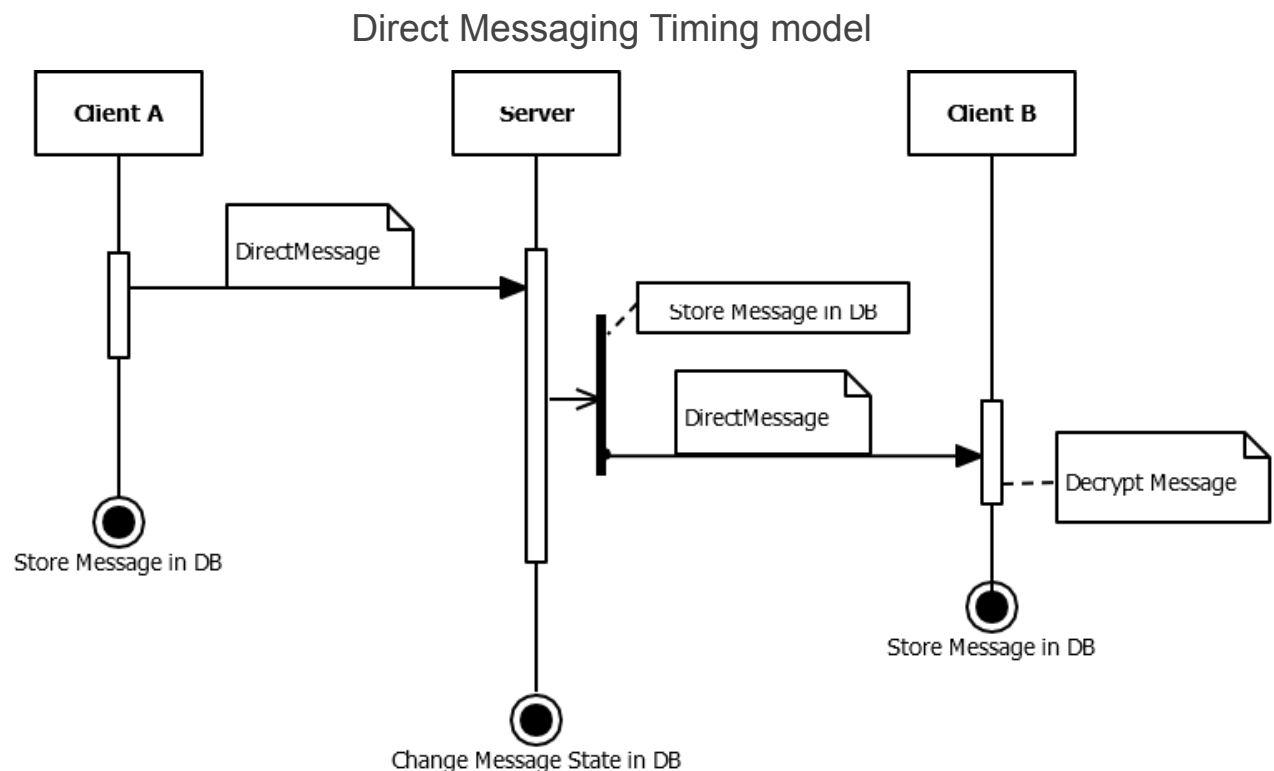 Direct Messaging Timing model
Client A
Server
Client B
DirectMessage
Store Message in DB
DirectMessage
Decrypt Message
Store Message in DB
Store Message in DB
Change Message State in DB